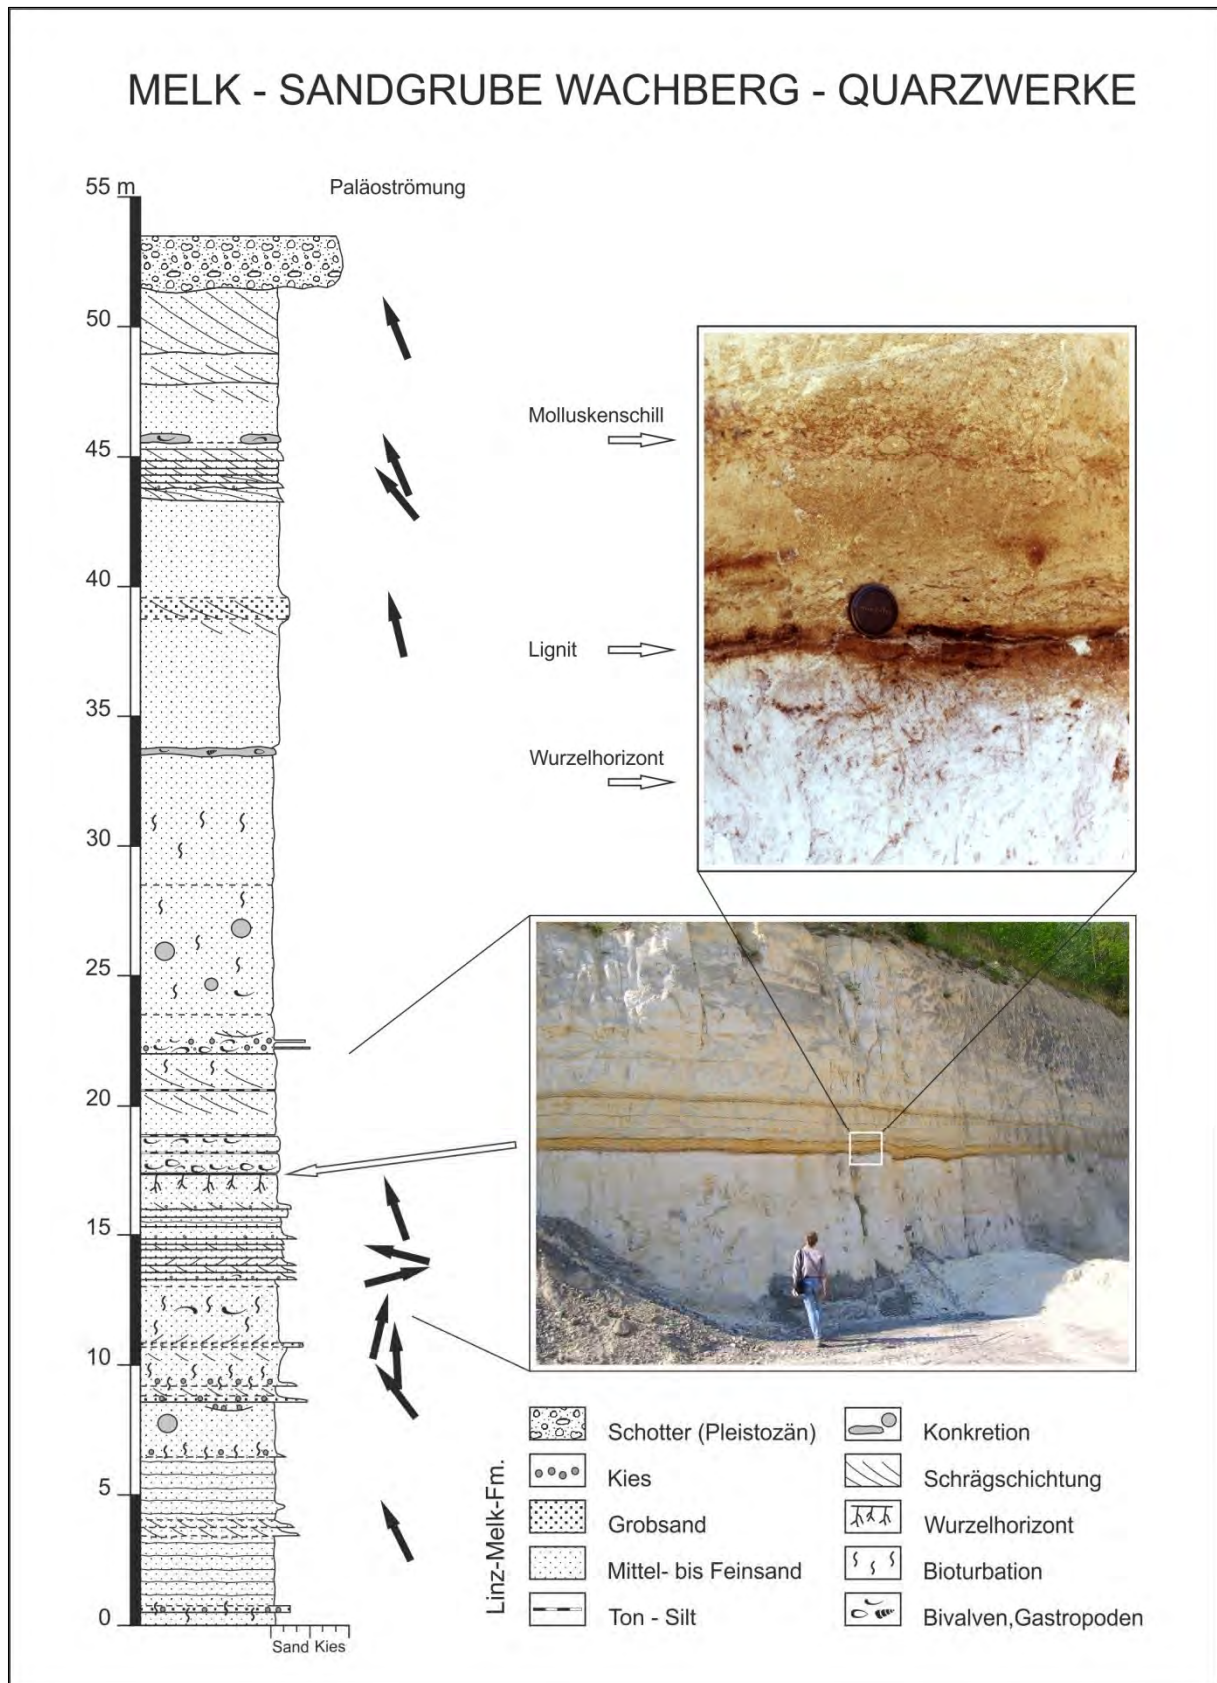 MELK - SANDGRUBE WACHBERG - QUARZWERKE
55 m
Paläoströmung
50
45
40
35
30
25
20
15
10
5
0
Sand Kies
Molluskenschill
Lignit
Wurzelhorizont
Linz-Melk-Fm.
Schotter (Pleistozän)
Kies
Grobsand
Mittel- bis Feinsand
Ton - Silt
Konkretion
Schrägschichtung
Wurzelhorizont
Bioturbation
Bivalven,Gastropoden